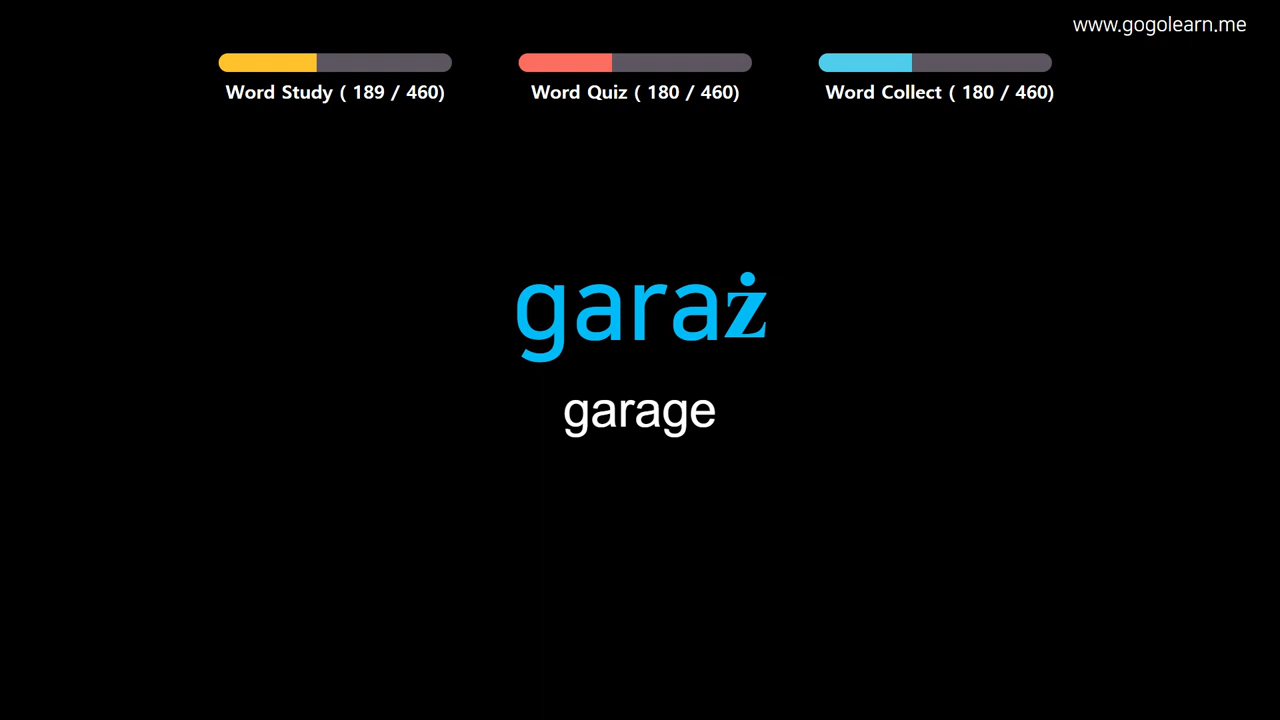 www.gogolearn.me
Word Study ( 189 / 460)
Word Quiz ( 180 / 460)
Word Collect ( 180 / 460)
garaż
garage